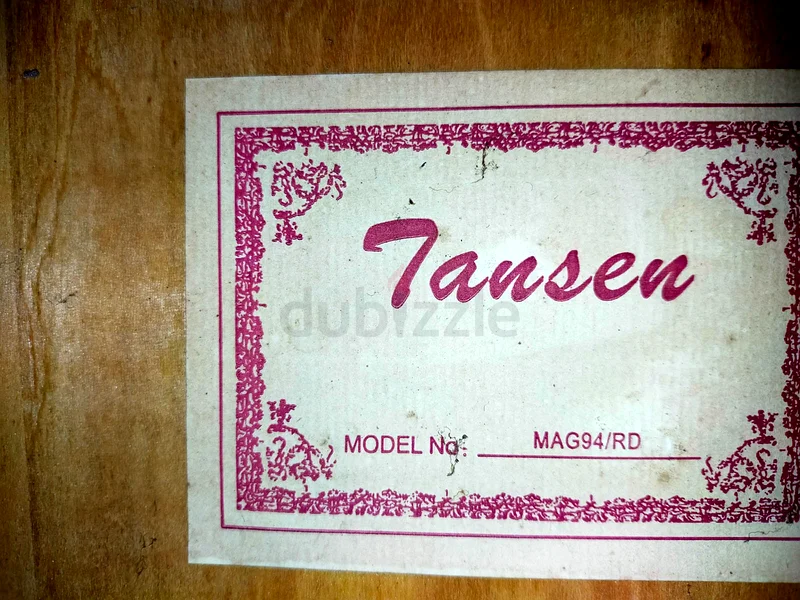 Tansen
dubizzle
MODEL No: MAG94/RD